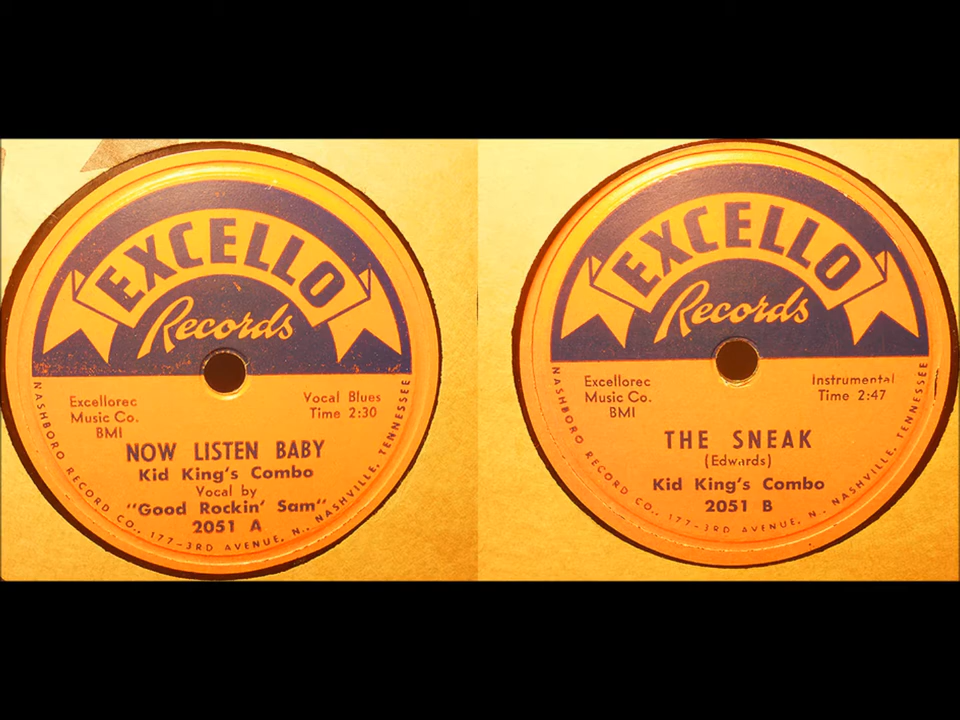 EXCELLO
Records
Excellorec
Music Co.
BMI
Vocal Blues
Time 2:30
NOW LISTEN BABY
Kid King's Combo
Vocal by
"Good Rockin' Sam"
2051 A
NASHBORO RECORD CO., 177-3RD AVENUE, N., NASHVILLE, TENNESSEE
EXCELLO
Records
Excellorec
Music Co.
BMI
Instrumental
Time 2:47
THE SNEAK
(Edwards)
Kid King's Combo
2051 B
NASHBORO RECORD CO., 177-3RD AVENUE, N., NASHVILLE, TENNESSEE